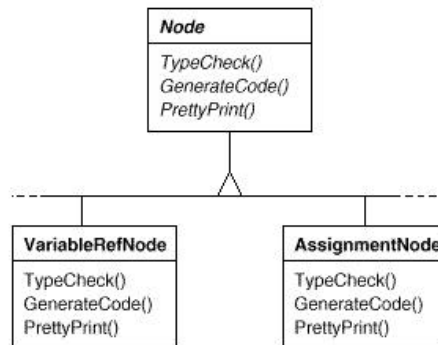 Node
TypeCheck()
GenerateCode()
PrettyPrint()
VariableRefNode
TypeCheck()
GenerateCode()
PrettyPrint()
AssignmentNode
TypeCheck()
GenerateCode()
PrettyPrint()